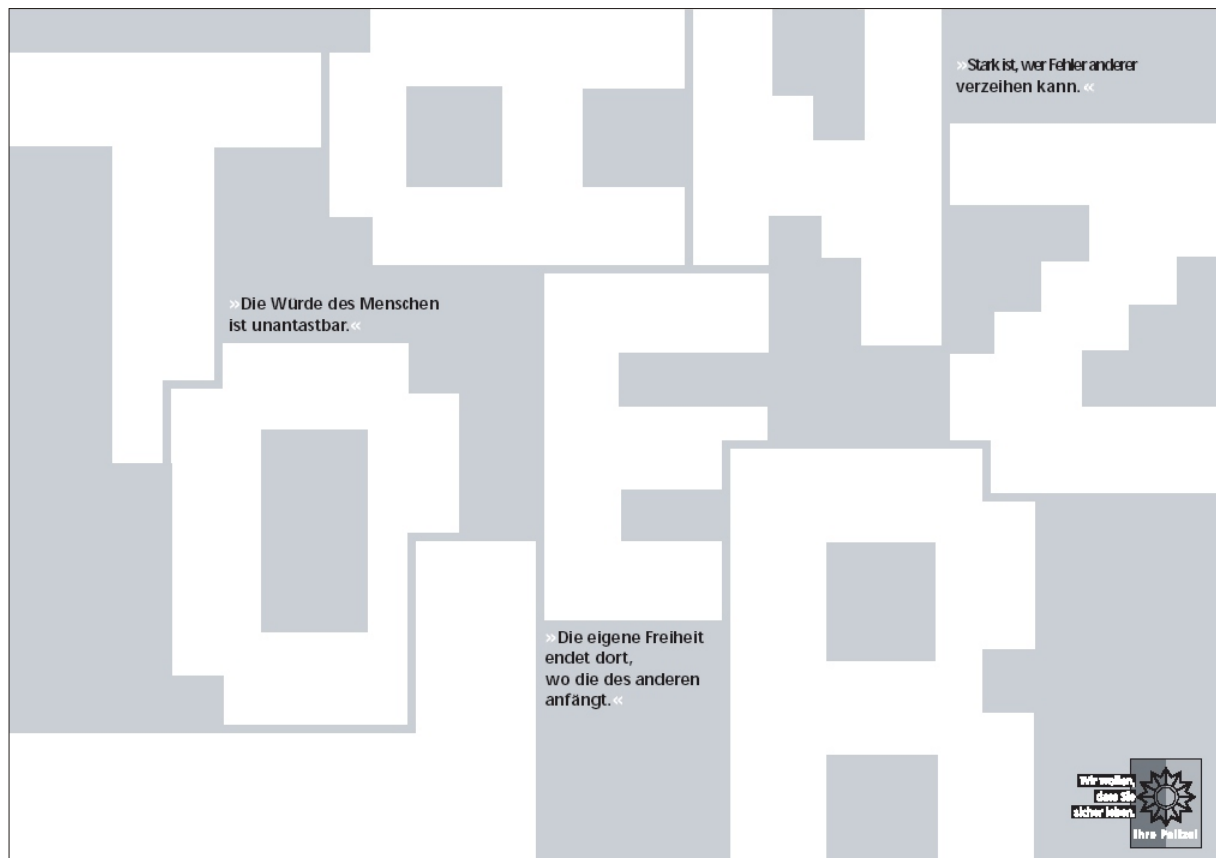 TOLERANZ
»Stark ist, wer Fehler anderer
verzeihen kann.«
»Die Würde des Menschen
ist unantastbar.«
»Die eigene Freiheit
endet dort,
wo die des anderen
anfängt.«
Wir wollen,
dass Sie
sicher leben.
Ihre Polizei